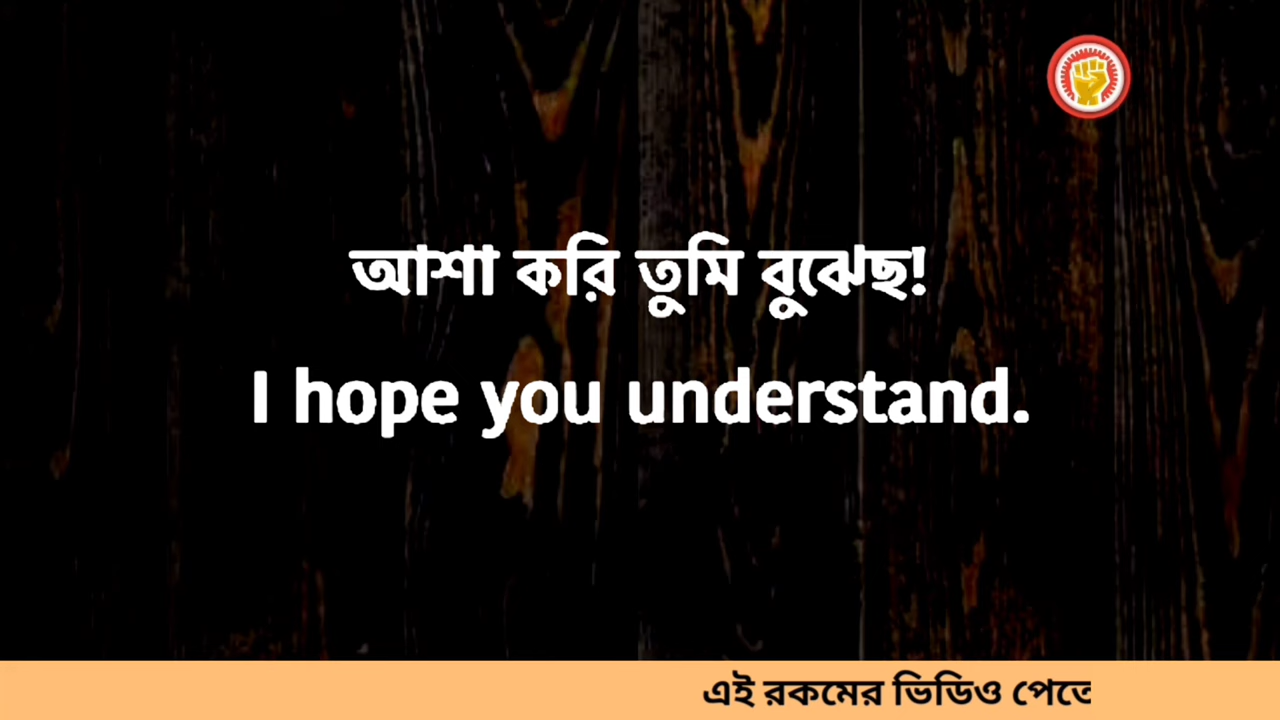 আশা করি তুমি বুঝেছ!
I hope you understand.
এই রকমের ভিডিও পেতে